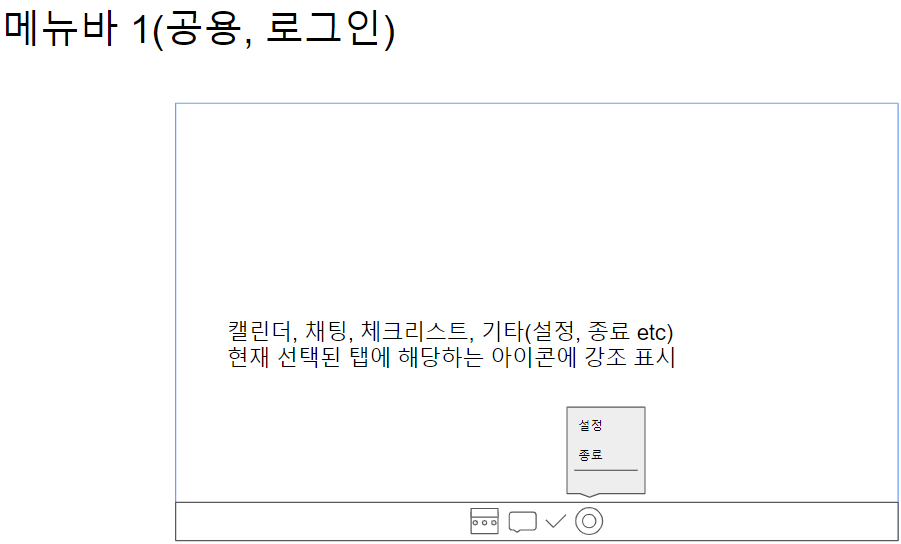 메뉴바 1(공용, 로그인)
캘린더, 채팅, 체크리스트, 기타(설정, 종료 etc)
현재 선택된 탭에 해당하는 아이콘에 강조 표시
설정
종료